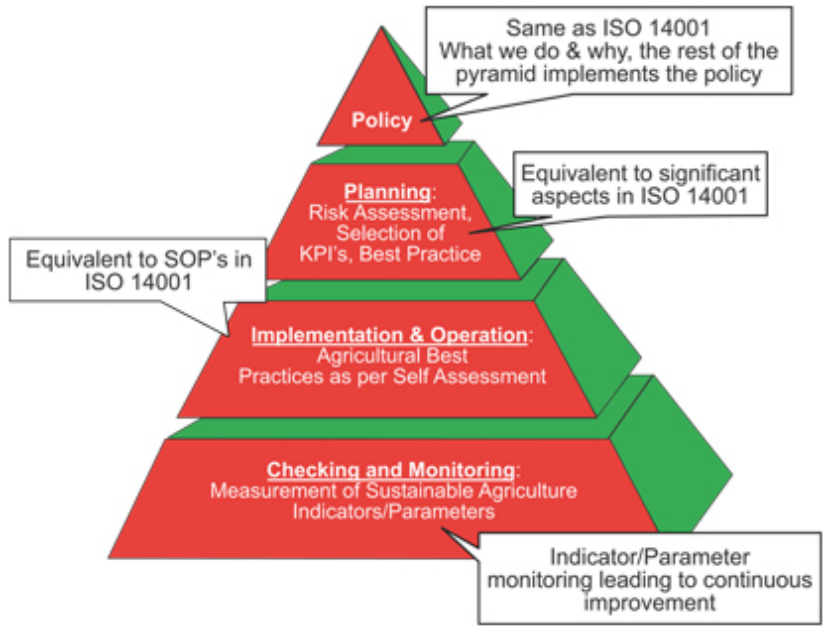 Same as ISO 14001
What we do & why, the rest of the
pyramid implements the policy
Policy
Equivalent to significant
aspects in ISO 14001
Planning:
Risk Assessment,
Selection of
KPI's, Best Practice
Equivalent to SOP's in
ISO 14001
Implementation & Operation:
Agricultural Best
Practices as per Self Assessment
Checking and Monitoring:
Measurement of Sustainable Agriculture
Indicators/Parameters
Indicator/Parameter
monitoring leading to continuous
improvement